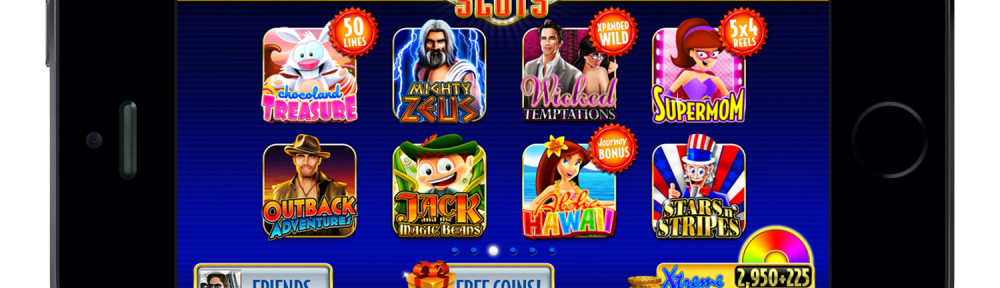 SLOTS
50
LINES
chocoland
TREASURE
MIGHTY
ZEUS
XPANDED
WILD
Wicked
TEMPTATIONS
5x4
REELS
SUPERMOM
OUTBACK
ADVENTURES
JACK
and the
MAGIC BEANS
Journey
BONUS
Aloha
HAWAII
STARS n'
STRIPES
FRIENDS
FREE COINS!
Xtreme
2,950÷225